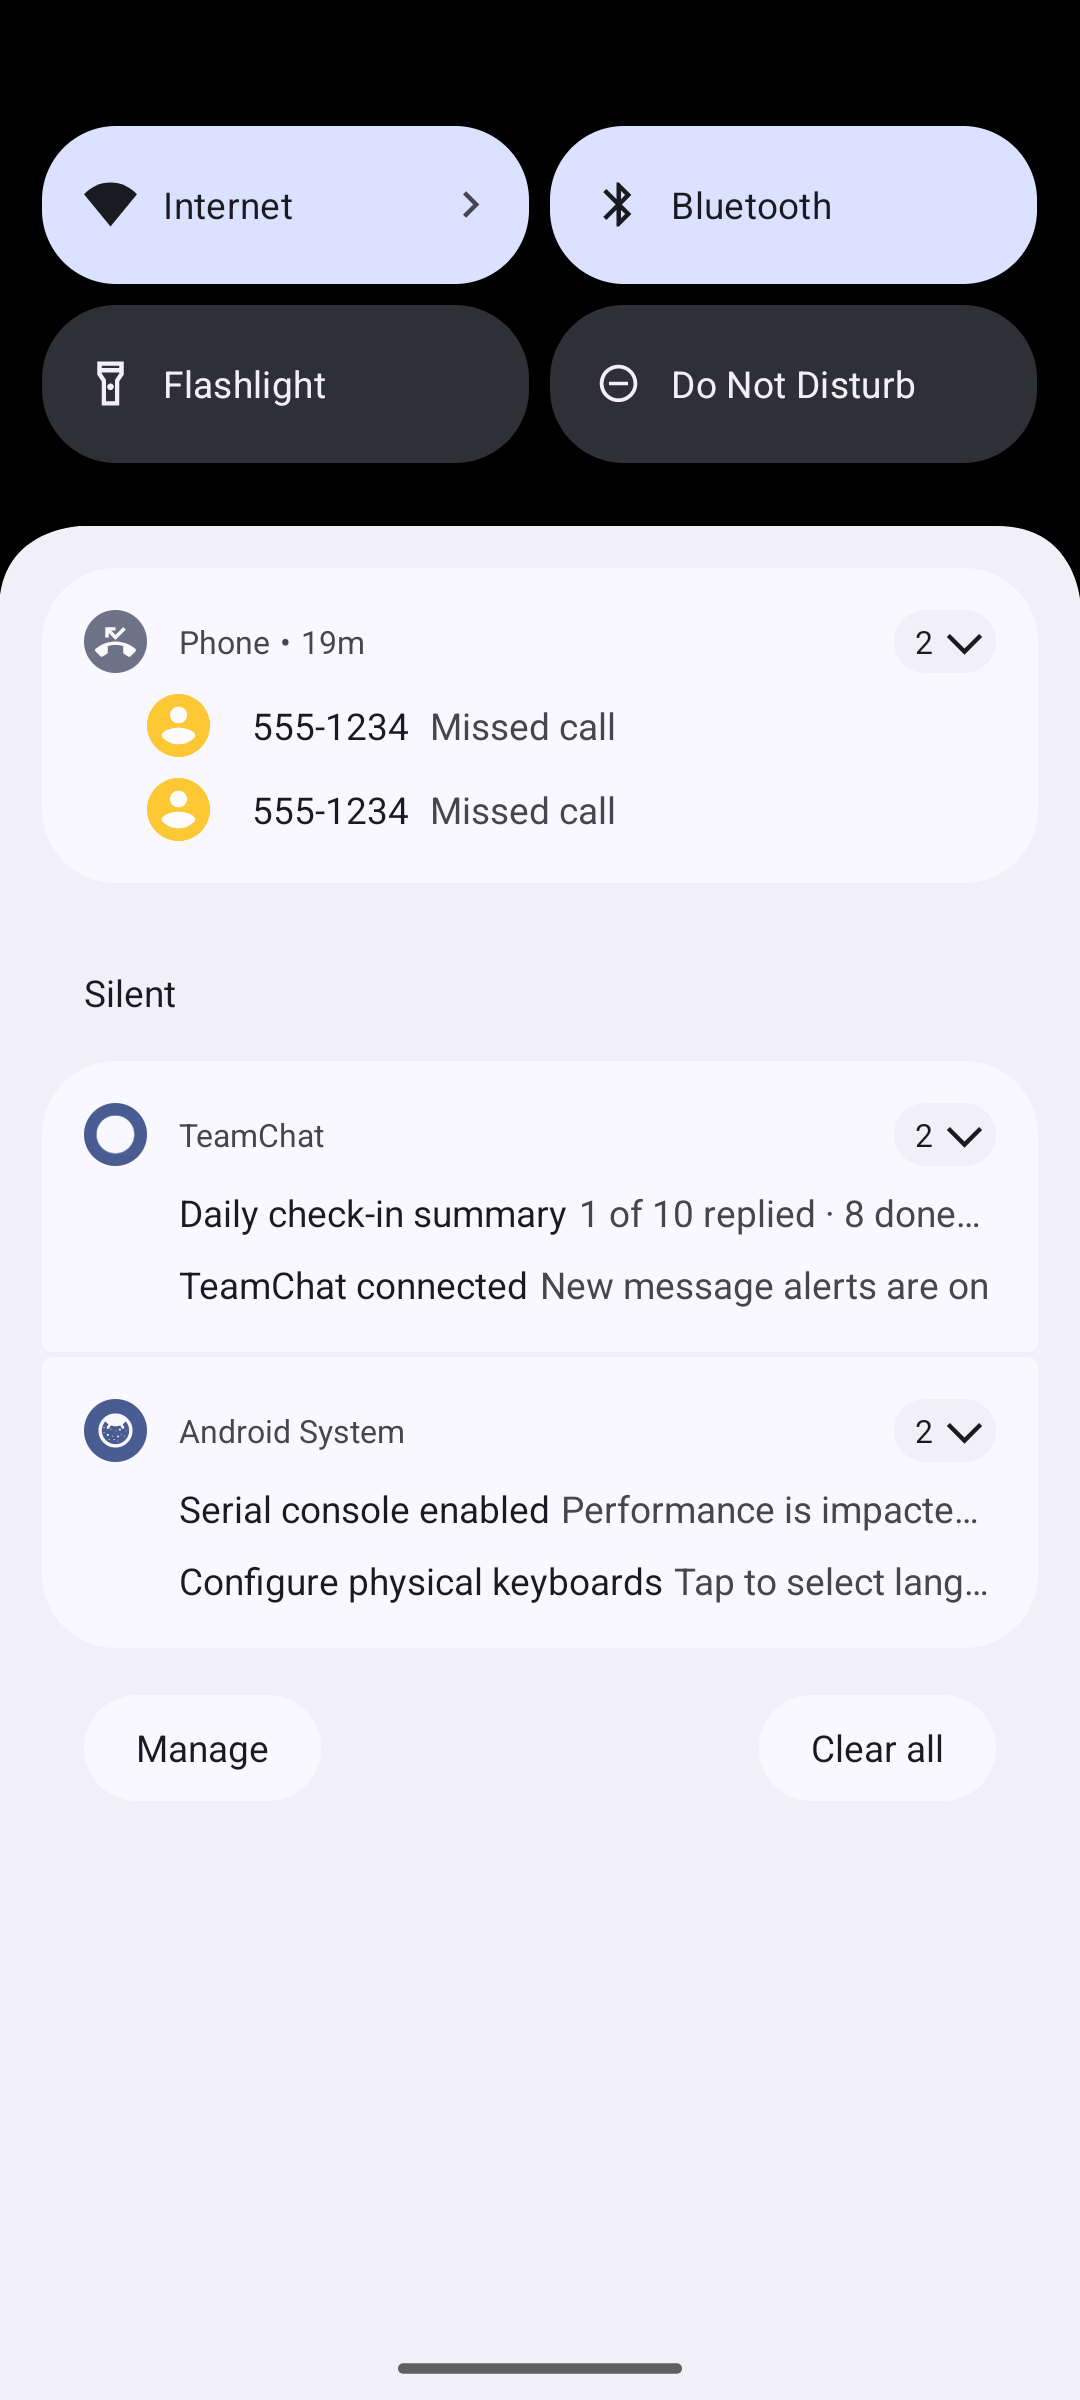 Internet
Bluetooth
Flashlight
Do Not Disturb
Phone • 19m
2
555-1234 Missed call
555-1234 Missed call
Silent
TeamChat
2
Daily check-in summary 1 of 10 replied · 8 done…
TeamChat connected New message alerts are on
Android System
2
Serial console enabled Performance is impacte…
Configure physical keyboards Tap to select lang…
Manage
Clear all